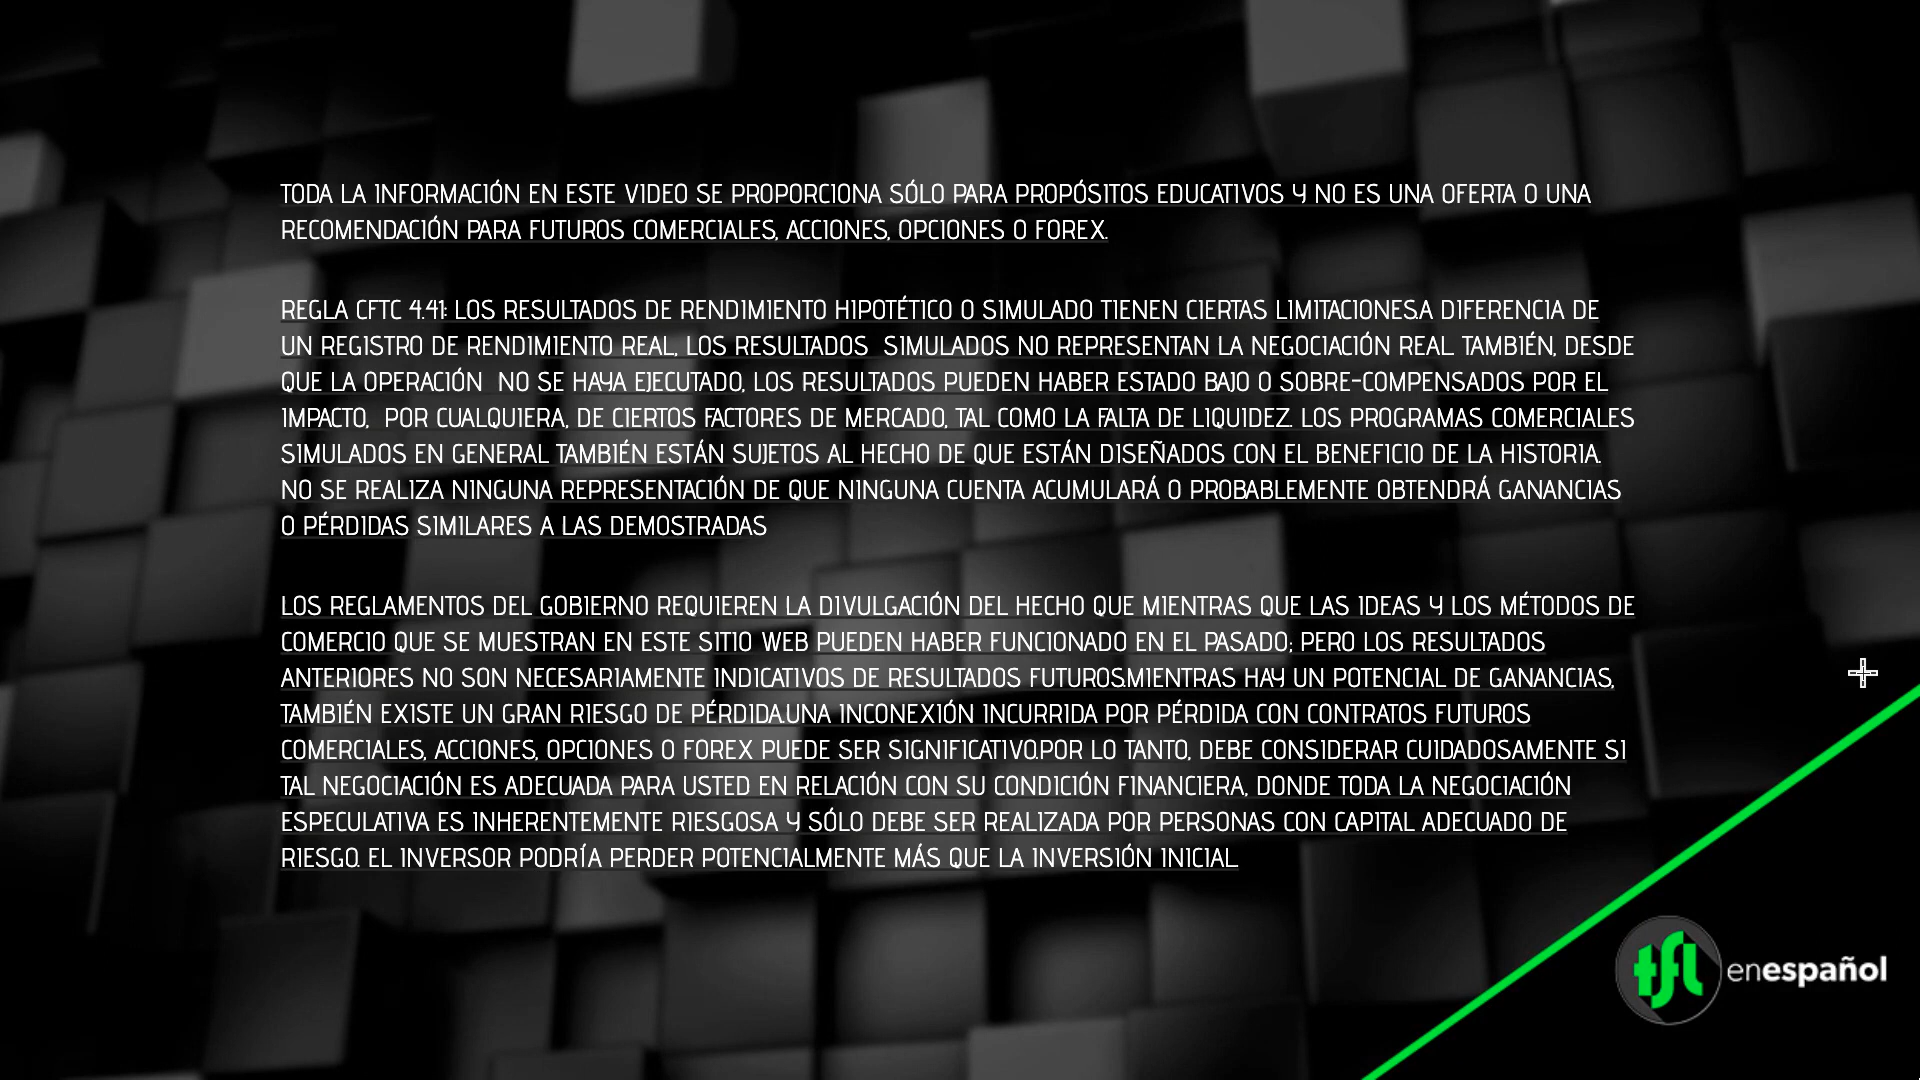 TODA LA INFORMACIÓN EN ESTE VIDEO SE PROPORCIONA SÓLO PARA PROPÓSITOS EDUCATIVOS Y NO ES UNA OFERTA O UNA
RECOMENDACIÓN PARA FUTUROS COMERCIALES, ACCIONES, OPCIONES O FOREX.
REGLA CFTC 4.41: LOS RESULTADOS DE RENDIMIENTO HIPOTÉTICO O SIMULADO TIENEN CIERTAS LIMITACIONES.A DIFERENCIA DE
UN REGISTRO DE RENDIMIENTO REAL, LOS RESULTADOS  SIMULADOS NO REPRESENTAN LA NEGOCIACIÓN REAL. TAMBIÉN, DESDE
QUE LA OPERACIÓN  NO SE HAYA EJECUTADO, LOS RESULTADOS PUEDEN HABER ESTADO BAJO O SOBRE-COMPENSADOS POR EL
IMPACTO,  POR CUALQUIERA, DE CIERTOS FACTORES DE MERCADO, TAL COMO LA FALTA DE LIQUIDEZ. LOS PROGRAMAS COMERCIALES
SIMULADOS EN GENERAL TAMBIÉN ESTÁN SUJETOS AL HECHO DE QUE ESTÁN DISEÑADOS CON EL BENEFICIO DE LA HISTORIA.
NO SE REALIZA NINGUNA REPRESENTACIÓN DE QUE NINGUNA CUENTA ACUMULARÁ O PROBABLEMENTE OBTENDRÁ GANANCIAS
O PÉRDIDAS SIMILARES A LAS DEMOSTRADAS
LOS REGLAMENTOS DEL GOBIERNO REQUIEREN LA DIVULGACIÓN DEL HECHO QUE MIENTRAS QUE LAS IDEAS Y LOS MÉTODOS DE
COMERCIO QUE SE MUESTRAN EN ESTE SITIO WEB PUEDEN HABER FUNCIONADO EN EL PASADO; PERO LOS RESULTADOS
ANTERIORES NO SON NECESARIAMENTE INDICATIVOS DE RESULTADOS FUTUROS.MIENTRAS HAY UN POTENCIAL DE GANANCIAS,
TAMBIÉN EXISTE UN GRAN RIESGO DE PÉRDIDA.UNA INCONEXIÓN INCURRIDA POR PÉRDIDA CON CONTRATOS FUTUROS
COMERCIALES, ACCIONES, OPCIONES O FOREX PUEDE SER SIGNIFICATIVO.POR LO TANTO, DEBE CONSIDERAR CUIDADOSAMENTE SI
TAL NEGOCIACIÓN ES ADECUADA PARA USTED EN RELACIÓN CON SU CONDICIÓN FINANCIERA, DONDE TODA LA NEGOCIACIÓN
ESPECULATIVA ES INHERENTEMENTE RIESGOSA Y SÓLO DEBE SER REALIZADA POR PERSONAS CON CAPITAL ADECUADO DE
RIESGO. EL INVERSOR PODRÍA PERDER POTENCIALMENTE MÁS QUE LA INVERSIÓN INICIAL
tfl enespañol